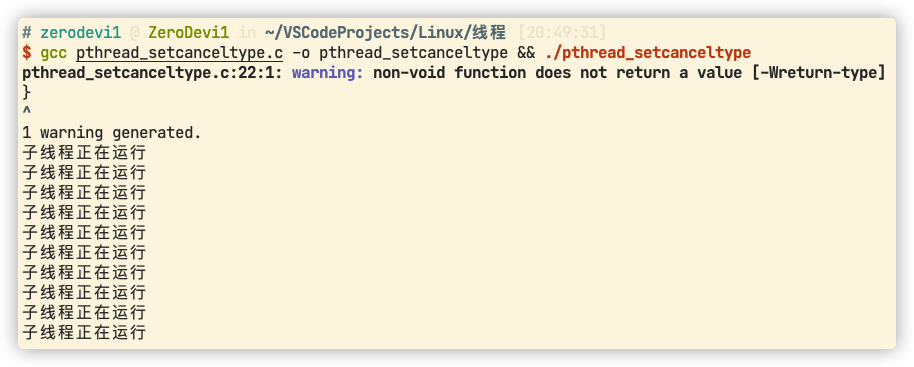 # zerodevi1 @ ZeroDevi1 in ~/VSCodeProjects/Linux/线程 [20:49:31]
$ gcc pthread_setcanceltype.c -o pthread_setcanceltype && ./pthread_setcanceltype
pthread_setcanceltype.c:22:1: warning: non-void function does not return a value [-Wreturn-type]
}
^
1 warning generated.
子线程正在运行
子线程正在运行
子线程正在运行
子线程正在运行
子线程正在运行
子线程正在运行
子线程正在运行
子线程正在运行
子线程正在运行
子线程正在运行